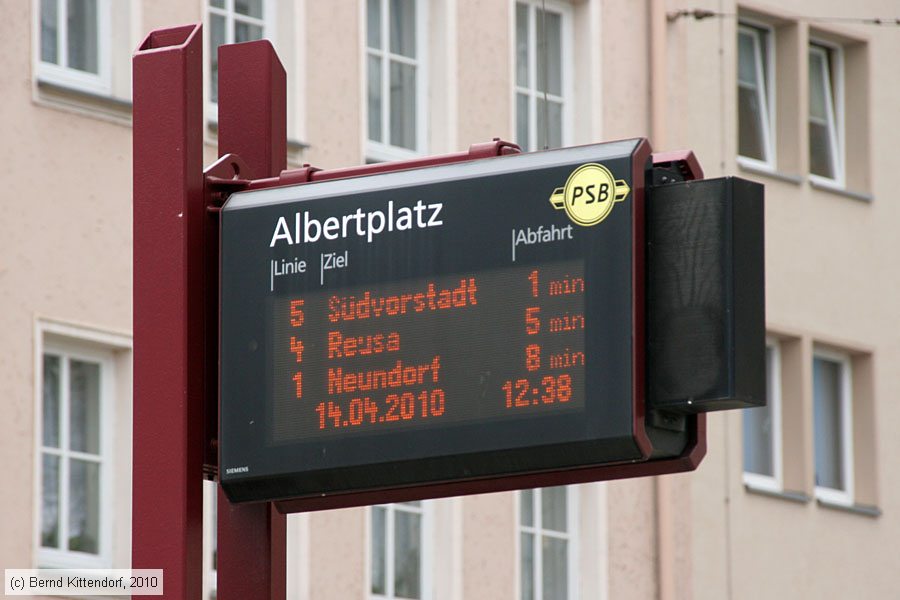 PSB
Albertplatz
Linie Ziel Abfahrt
5 Südvorstadt 1 min
4 Reusa 5 min
1 Neundorf 8 min
14.04.2010 12:38
SIEMENS
(c) Bernd Kittendorf, 2010